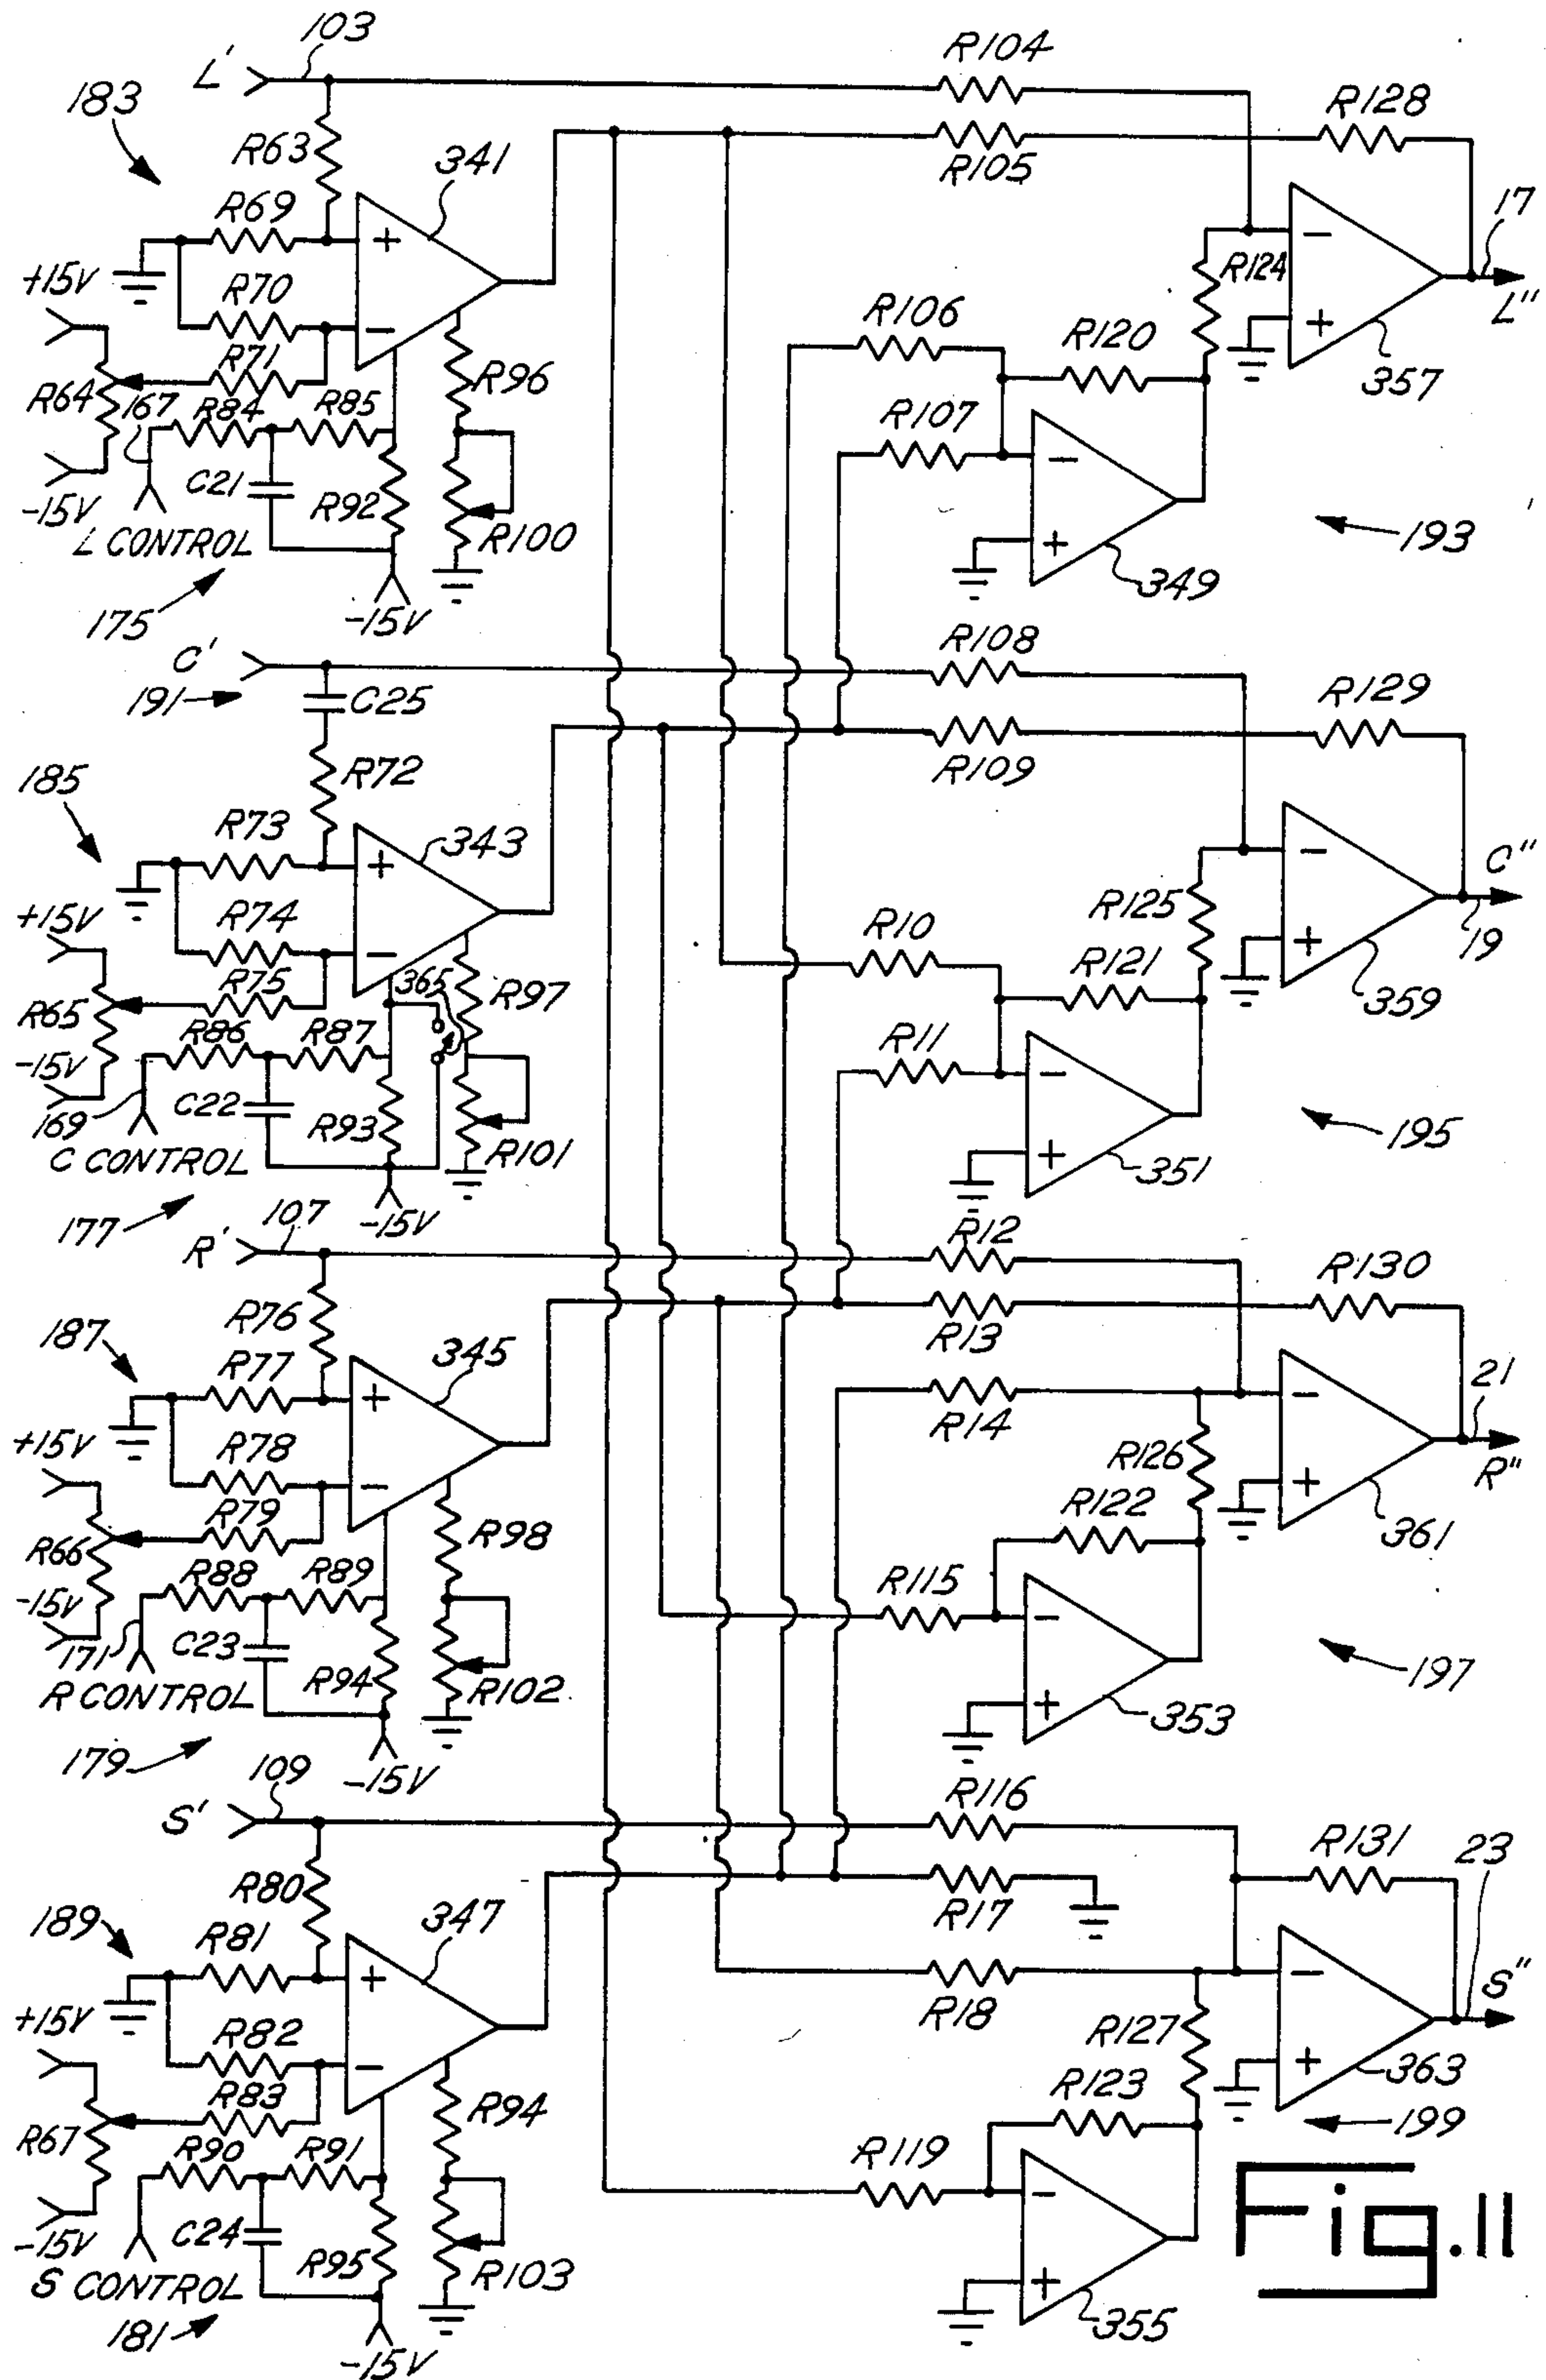 L'
103
R104
183
R63
341
R105
R128
R69
+15V
R70
R71
R64
167
R84
R85
R96
-15V
C21
R92
R100
L CONTROL
175
-15V
R106
R120
R124
17
L"
357
R107
349
193
C'
191
C25
R108
R129
R72
R109
185
R73
343
+15V
R74
R75
R65
365
R97
R86
R87
-15V
169
C22
R93
R101
C CONTROL
177
-15V
R10
R125
R121
C"
19
359
R11
351
195
R'
107
R12
R130
R76
R13
187
R77
345
R14
21
R"
+15V
R78
R79
R66
R98
R88
R89
-15V
171
C23
R94
R102
R CONTROL
179
-15V
R126
R122
361
R115
353
197
S'
109
R116
R131
23
R80
R17
189
R81
347
R18
S"
+15V
R82
R83
R67
R94
R90
R91
-15V
C24
R95
R103
S CONTROL
181
-15V
R127
R123
363
199
R119
355
Fig. 11
+
-
+
-
+
-
+
-
-
+
-
+
-
+
-
+
-
+
-
+
-
+
-
+